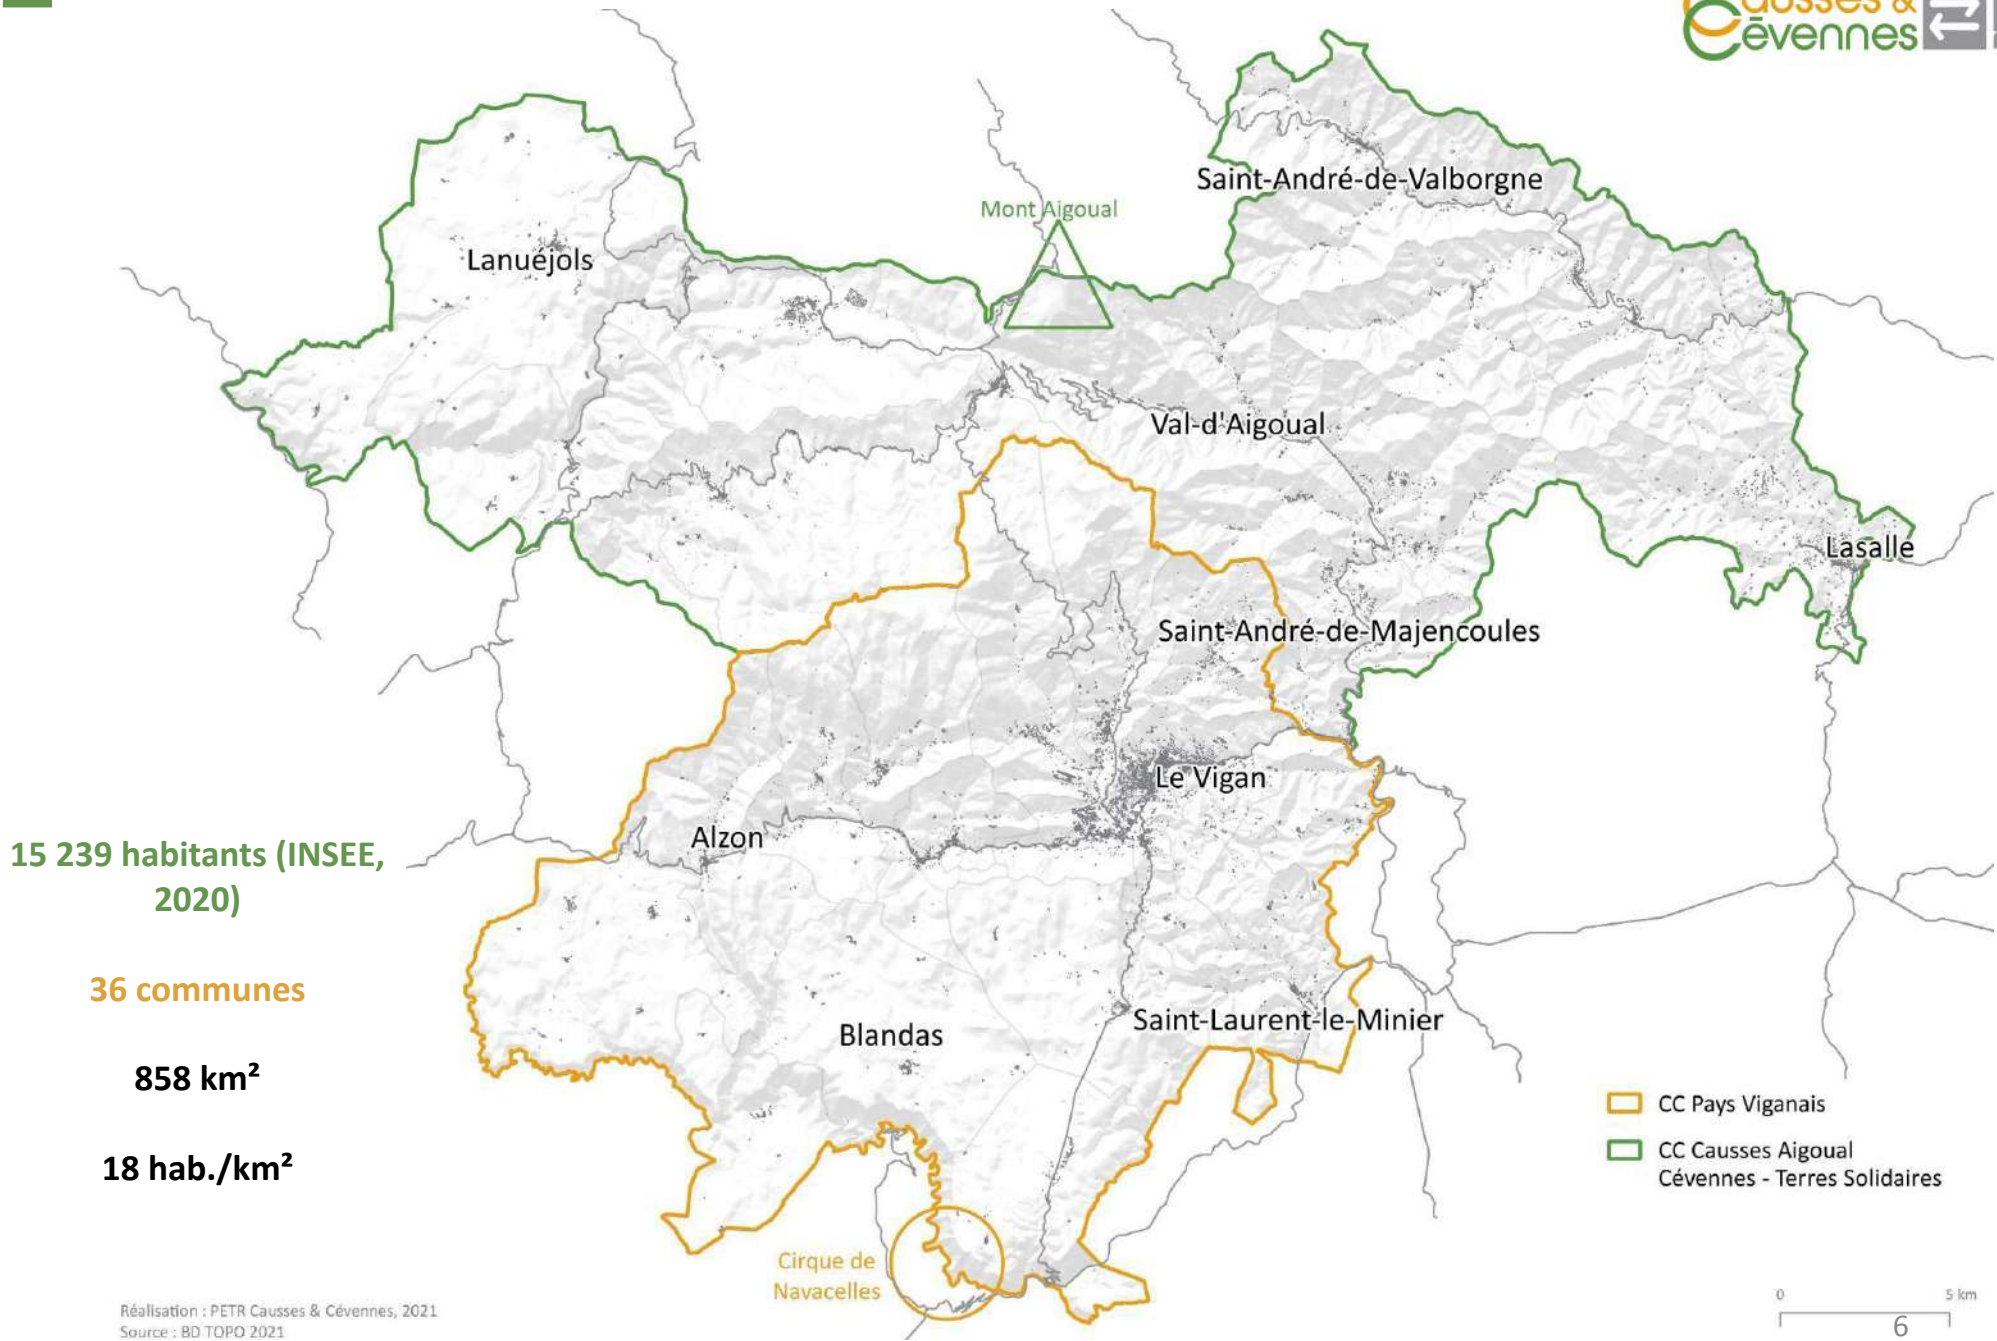 Causses &
Cévennes
Saint-André-de-Valborgne
Mont Aigoual
Lanuéjols
Val-d'Aigoual
Lasalle
Saint-André-de-Majencoules
Le Vigan
Alzon
15 239 habitants (INSEE,
2020)
36 communes
858 km²
18 hab./km²
Blandas
Saint-Laurent-le-Minier
CC Pays Viganais
CC Causses Aigoual
Cévennes - Terres Solidaires
Cirque de
Navacelles
Réalisation : PETR Causses & Cévennes, 2021
Source : BD TOPO 2021
0 5 km
6